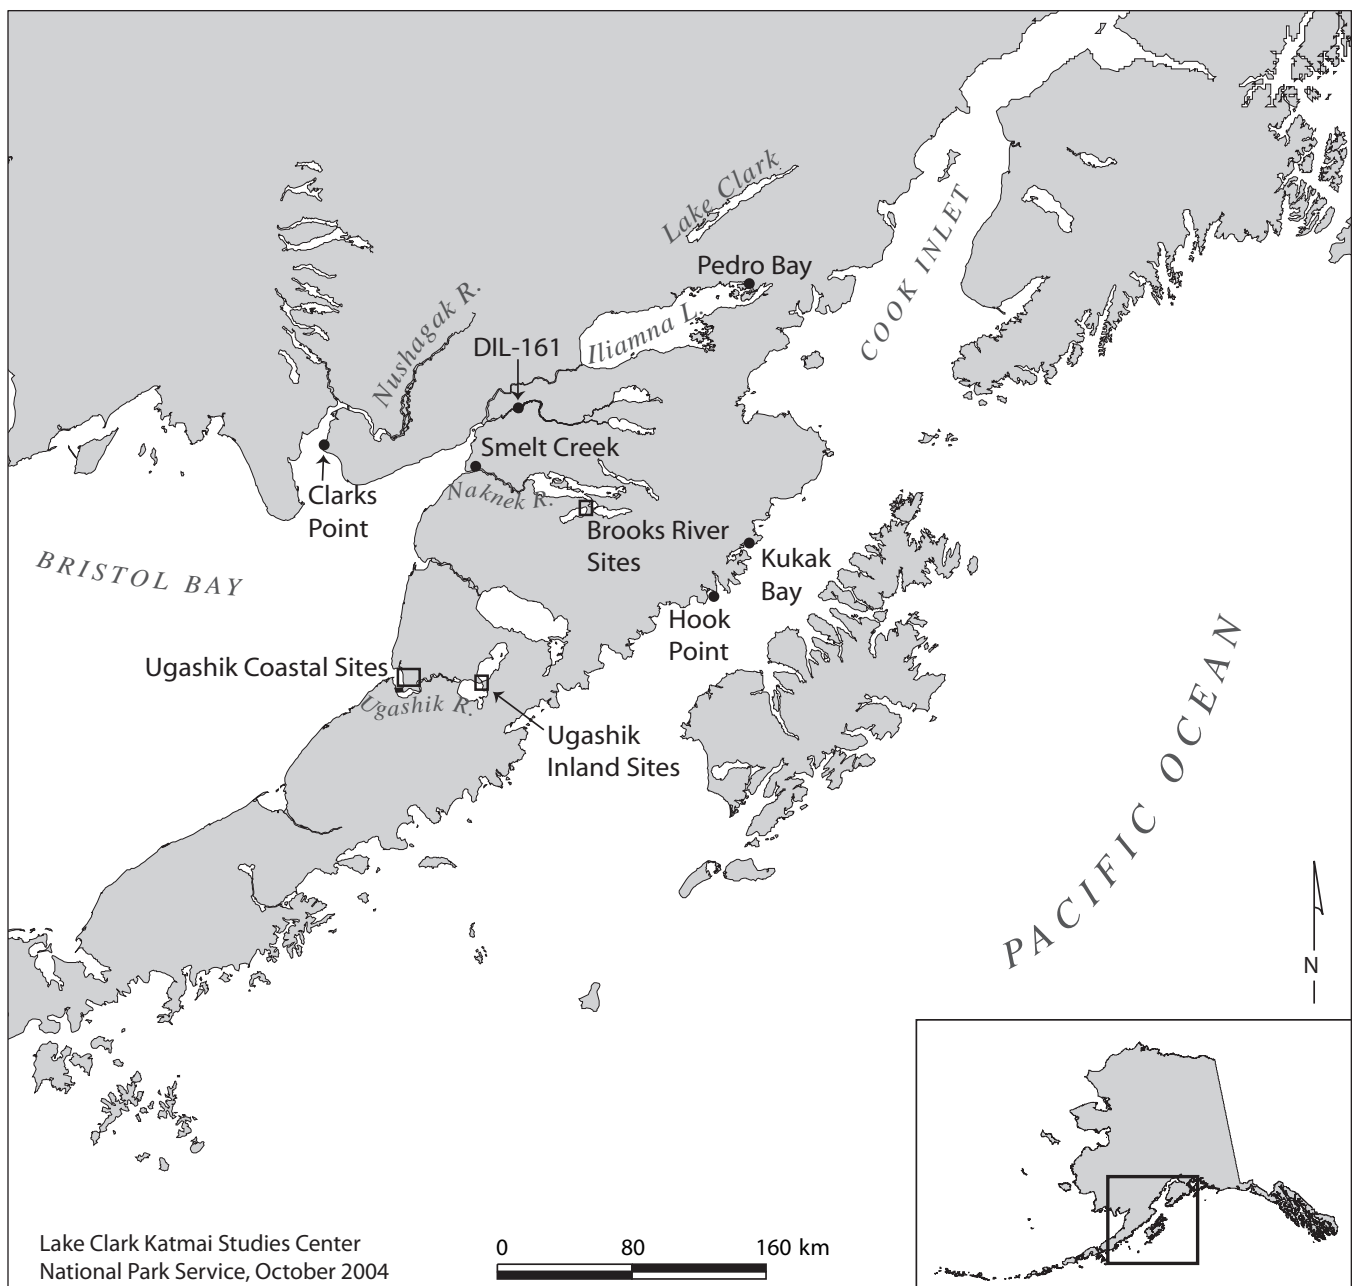 Lake Clark
COOK INLET
Pedro Bay
Nushagak R.
Iliamna L.
DIL-161
Smelt Creek
Clarks
Point
Naknek R.
Brooks River
Sites
BRISTOL BAY
Kukak
Bay
Hook
Point
Ugashik Coastal Sites
Ugashik R.
Ugashik
Inland Sites
PACIFIC OCEAN
N
Lake Clark Katmai Studies Center
National Park Service, October 2004
0 80 160 km